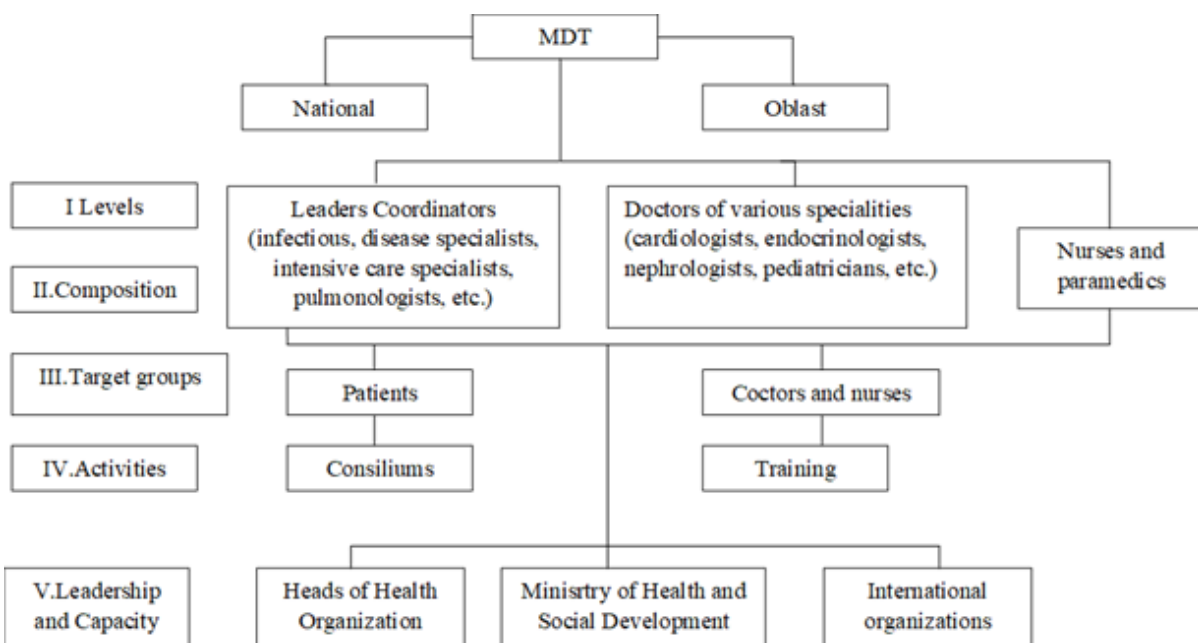 MDT
National
Oblast
I Levels
Leaders Coordinators
(infectious, disease specialists,
intensive care specialists,
pulmonologists, etc.)
Doctors of various specialities
(cardiologists, endocrinologists,
nephrologists, pediatricians, etc.)
Nurses and
paramedics
II.Composition
III.Target groups
Patients
Coctors and nurses
IV.Activities
Consiliums
Training
V.Leadership
and Capacity
Heads of Health
Organization
Minisrtry of Health and
Social Development
International
organizations